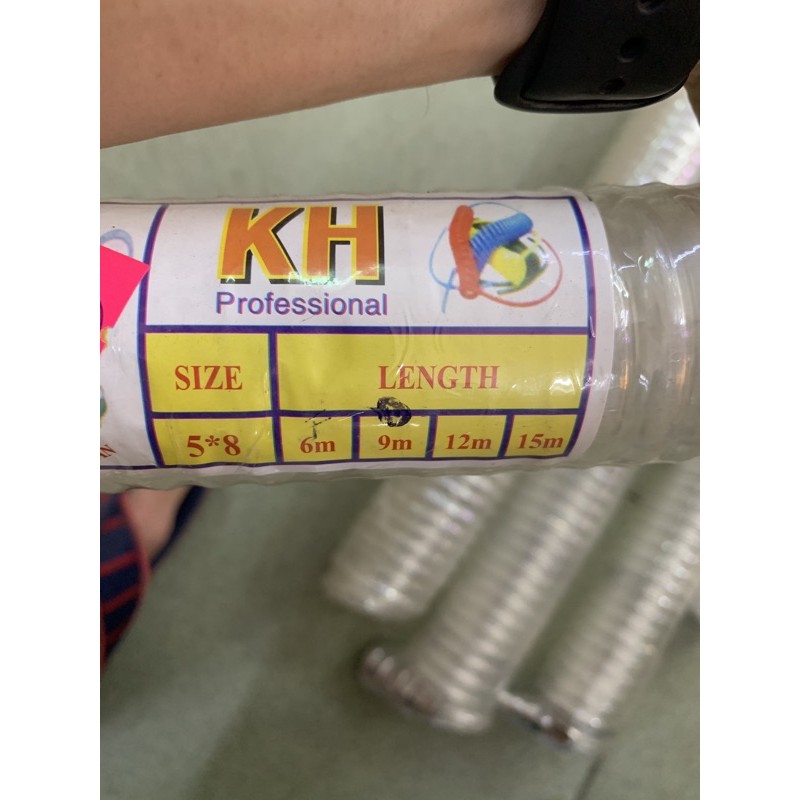 KH
Professional
SIZE LENGTH
5*8 6m 9m 12m 15m